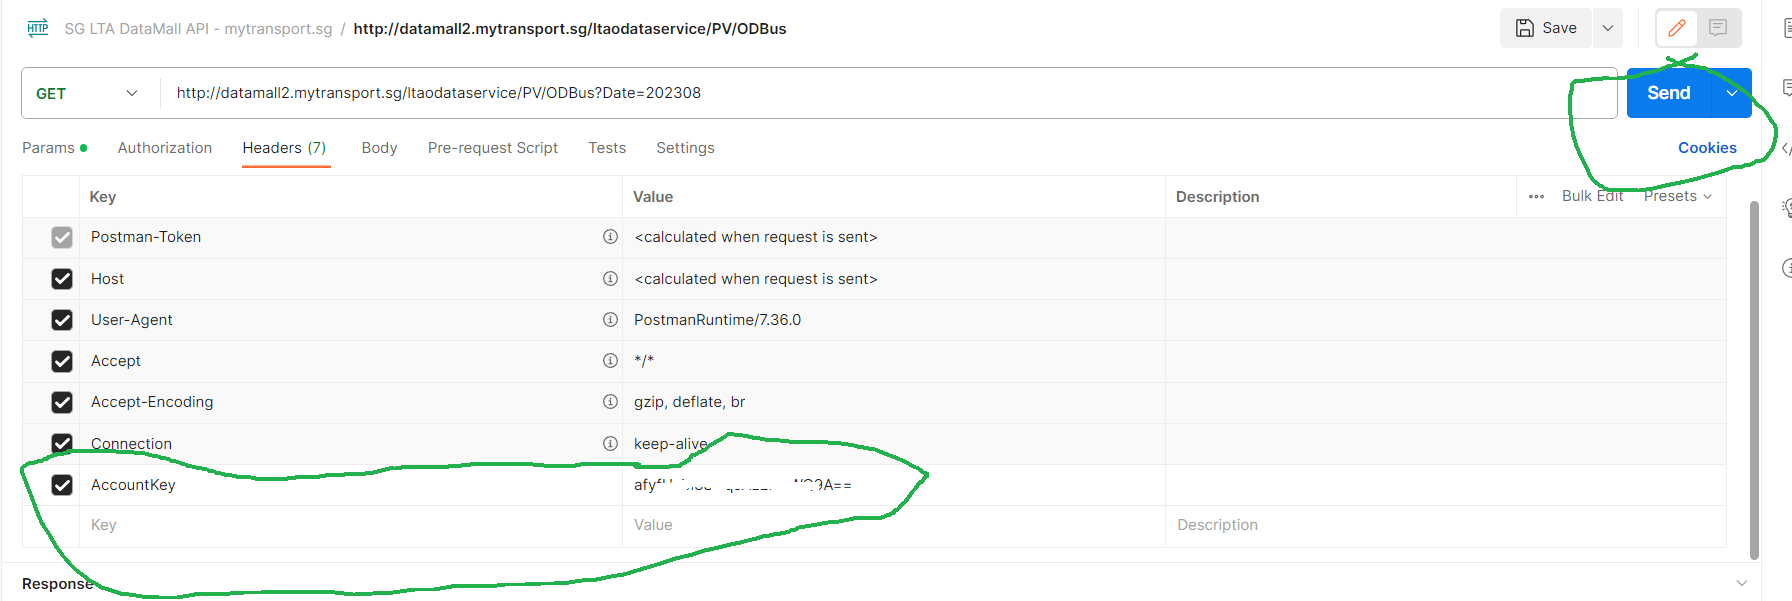 HTTP SG LTA DataMall API - mytransport.sg / http://datamall2.mytransport.sg/ltaodataservice/PV/ODBus Save
GET http://datamall2.mytransport.sg/ltaodataservice/PV/ODBus?Date=202308 Send
Params Authorization Headers (7) Body Pre-request Script Tests Settings Cookies
Key Value Description ••• Bulk Edit Presets
Postman-Token <calculated when request is sent>
Host <calculated when request is sent>
User-Agent PostmanRuntime/7.36.0
Accept */*
Accept-Encoding gzip, deflate, br
Connection keep-alive
AccountKey
Key Value Description
Response